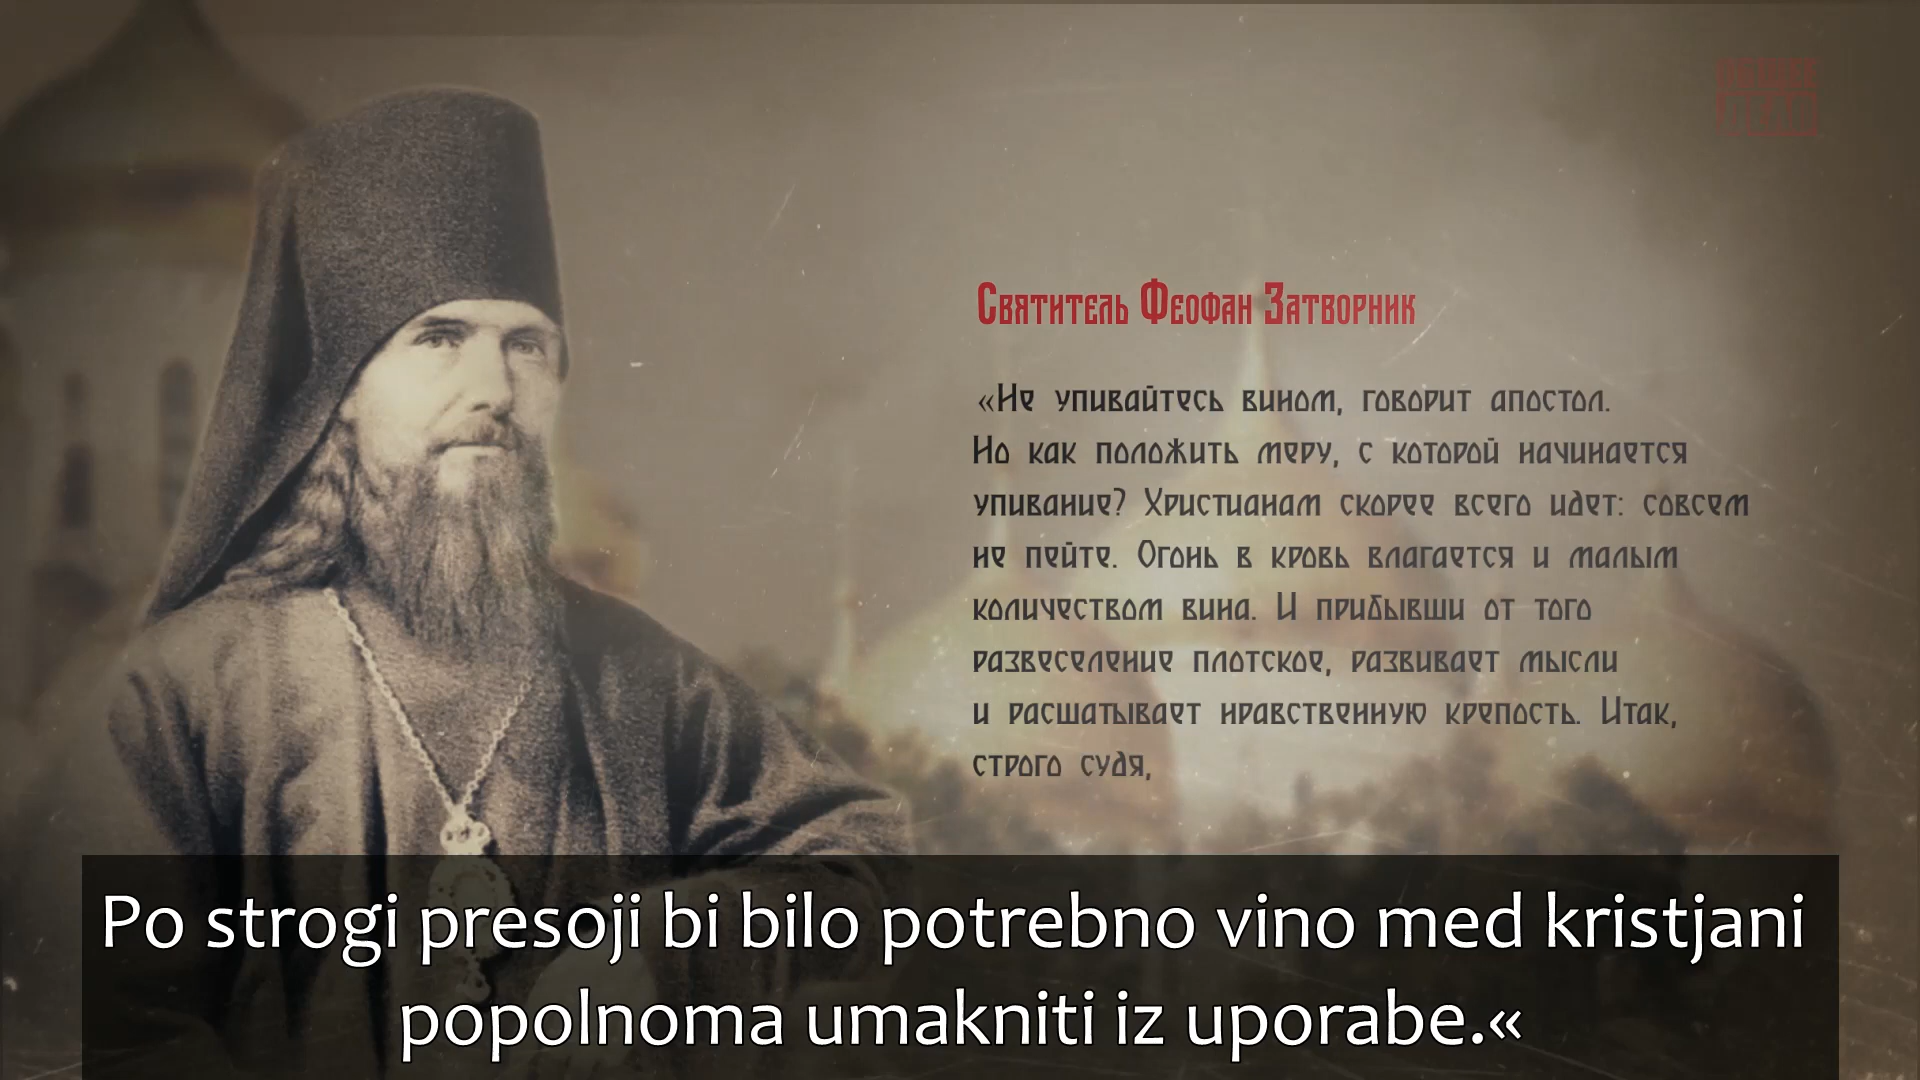 ОБЩЕЕ
ДЕЛО
Святитель Феофан Затворник
«Не упивайтесь вином, говорит апостол.
Но как положить меру, с которой начинается
упивание? Христианам скорее всего идет: совсем
не пейте. Огонь в кровь влагается и малым
количеством вина. И прибывши от того
развеселение плотское, развивает мысли
и расшатывает нравственную крепость. Итак,
строго судя,
Po strogi presoji bi bilo potrebno vino med kristjani
popolnoma umakniti iz uporabe.«